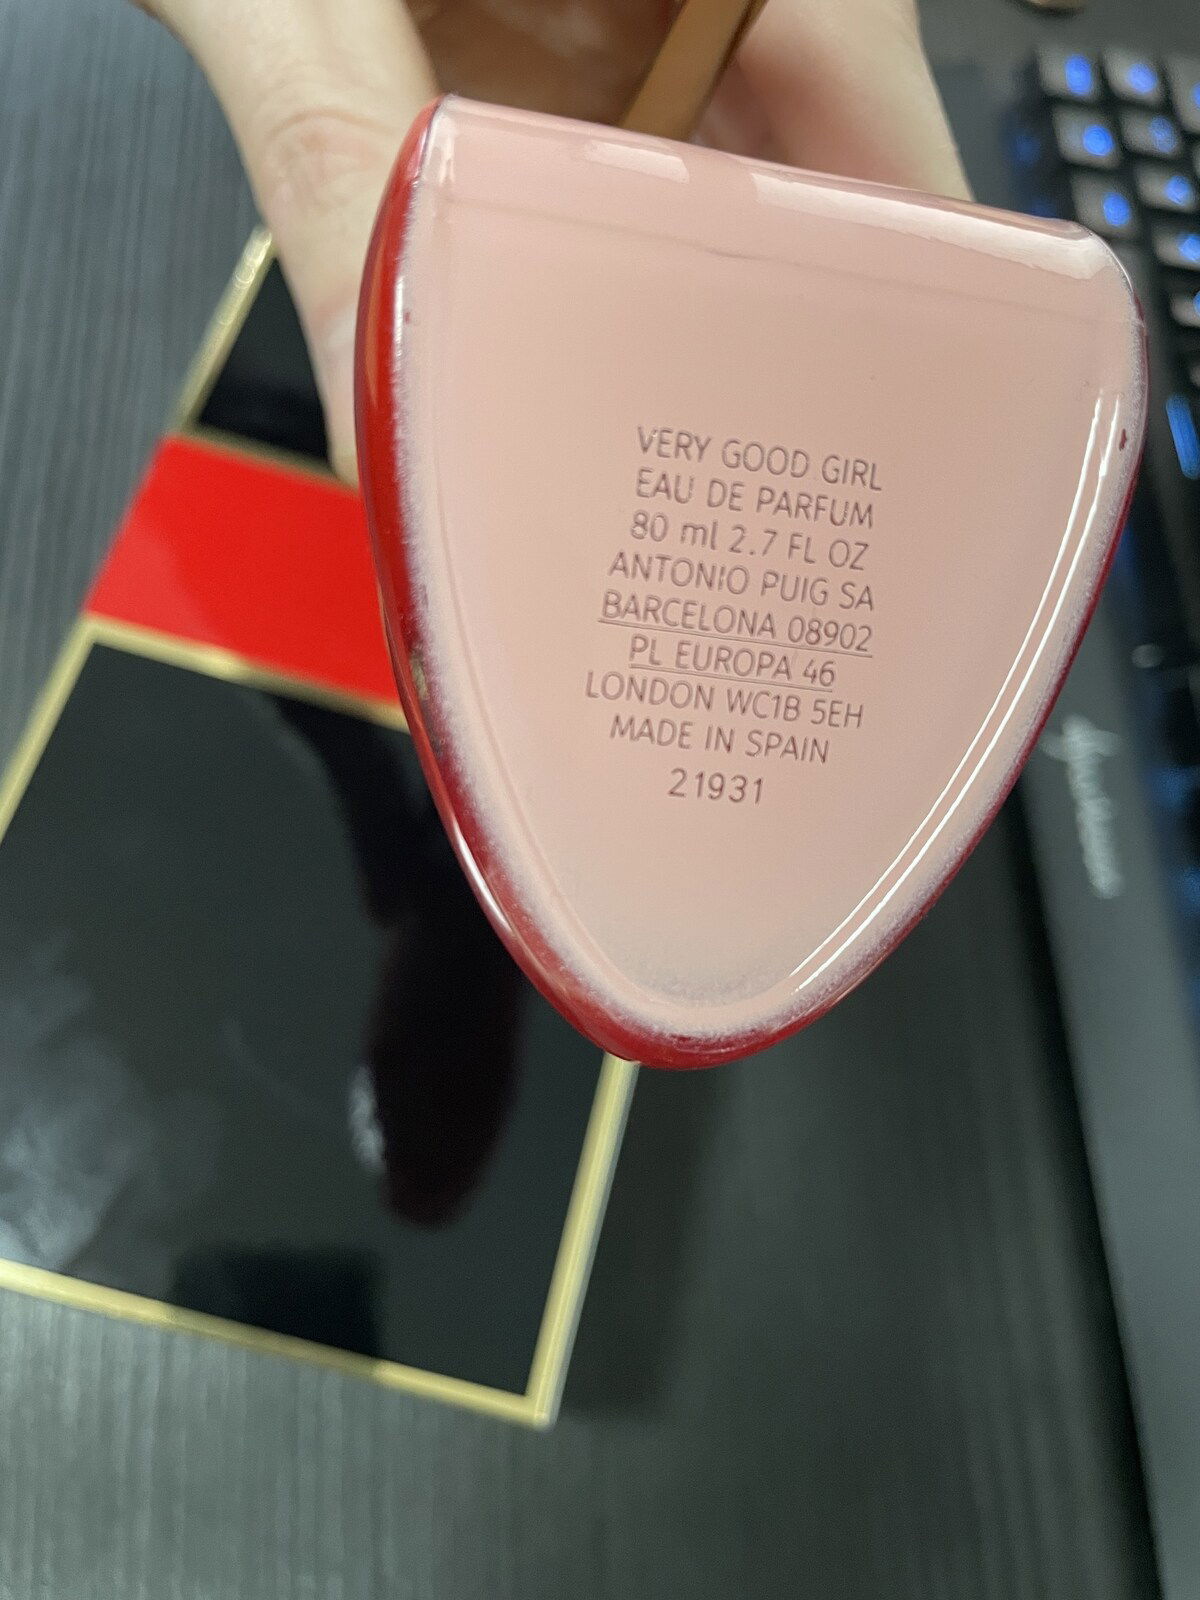 VERY GOOD GIRL
EAU DE PARFUM
80 ml 2.7 FL OZ
ANTONIO PUIG SA
BARCELONA 08902
PL EUROPA 46
LONDON WC1B 5EH
MADE IN SPAIN
21931